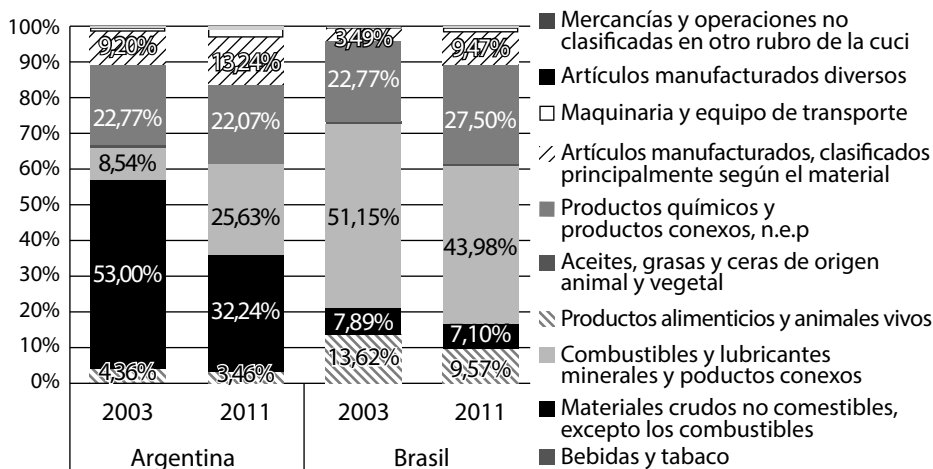 100%
90%
80%
70%
60%
50%
40%
30%
20%
10%
0%
9,20%
22,77%
8,54%
53,00%
4,36%
13,24%
22,07%
25,63%
32,24%
3,46%
3,49%
22,77%
51,15%
7,89%
13,62%
9,47%
27,50%
43,98%
7,10%
9,57%
2003
2011
2003
2011
Argentina
Brasil
Mercancías y operaciones no
clasificadas en otro rubro de la cuci
Artículos manufacturados diversos
Maquinaria y equipo de transporte
Artículos manufacturados, clasificados
principalmente según el material
Productos químicos y
productos conexos, n.e.p
Aceites, grasas y ceras de origen
animal y vegetal
Productos alimenticios y animales vivos
Combustibles y lubricantes
minerales y poductos conexos
Materiales crudos no comestibles,
excepto los combustibles
Bebidas y tabaco